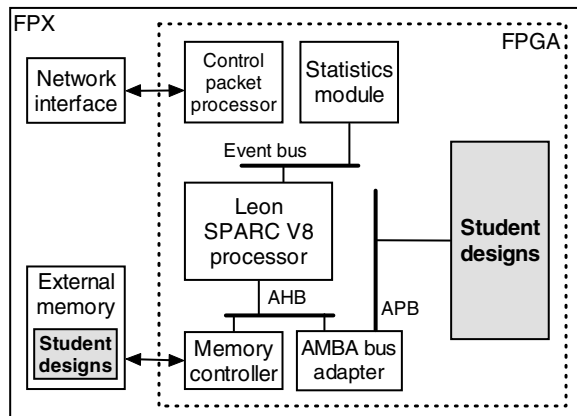 FPX
FPGA
Network
interface
Control
packet
processor
Statistics
module
Event bus
Leon
SPARC V8
processor
Student
designs
AHB
APB
External
memory
Student
designs
Memory
controller
AMBA bus
adapter